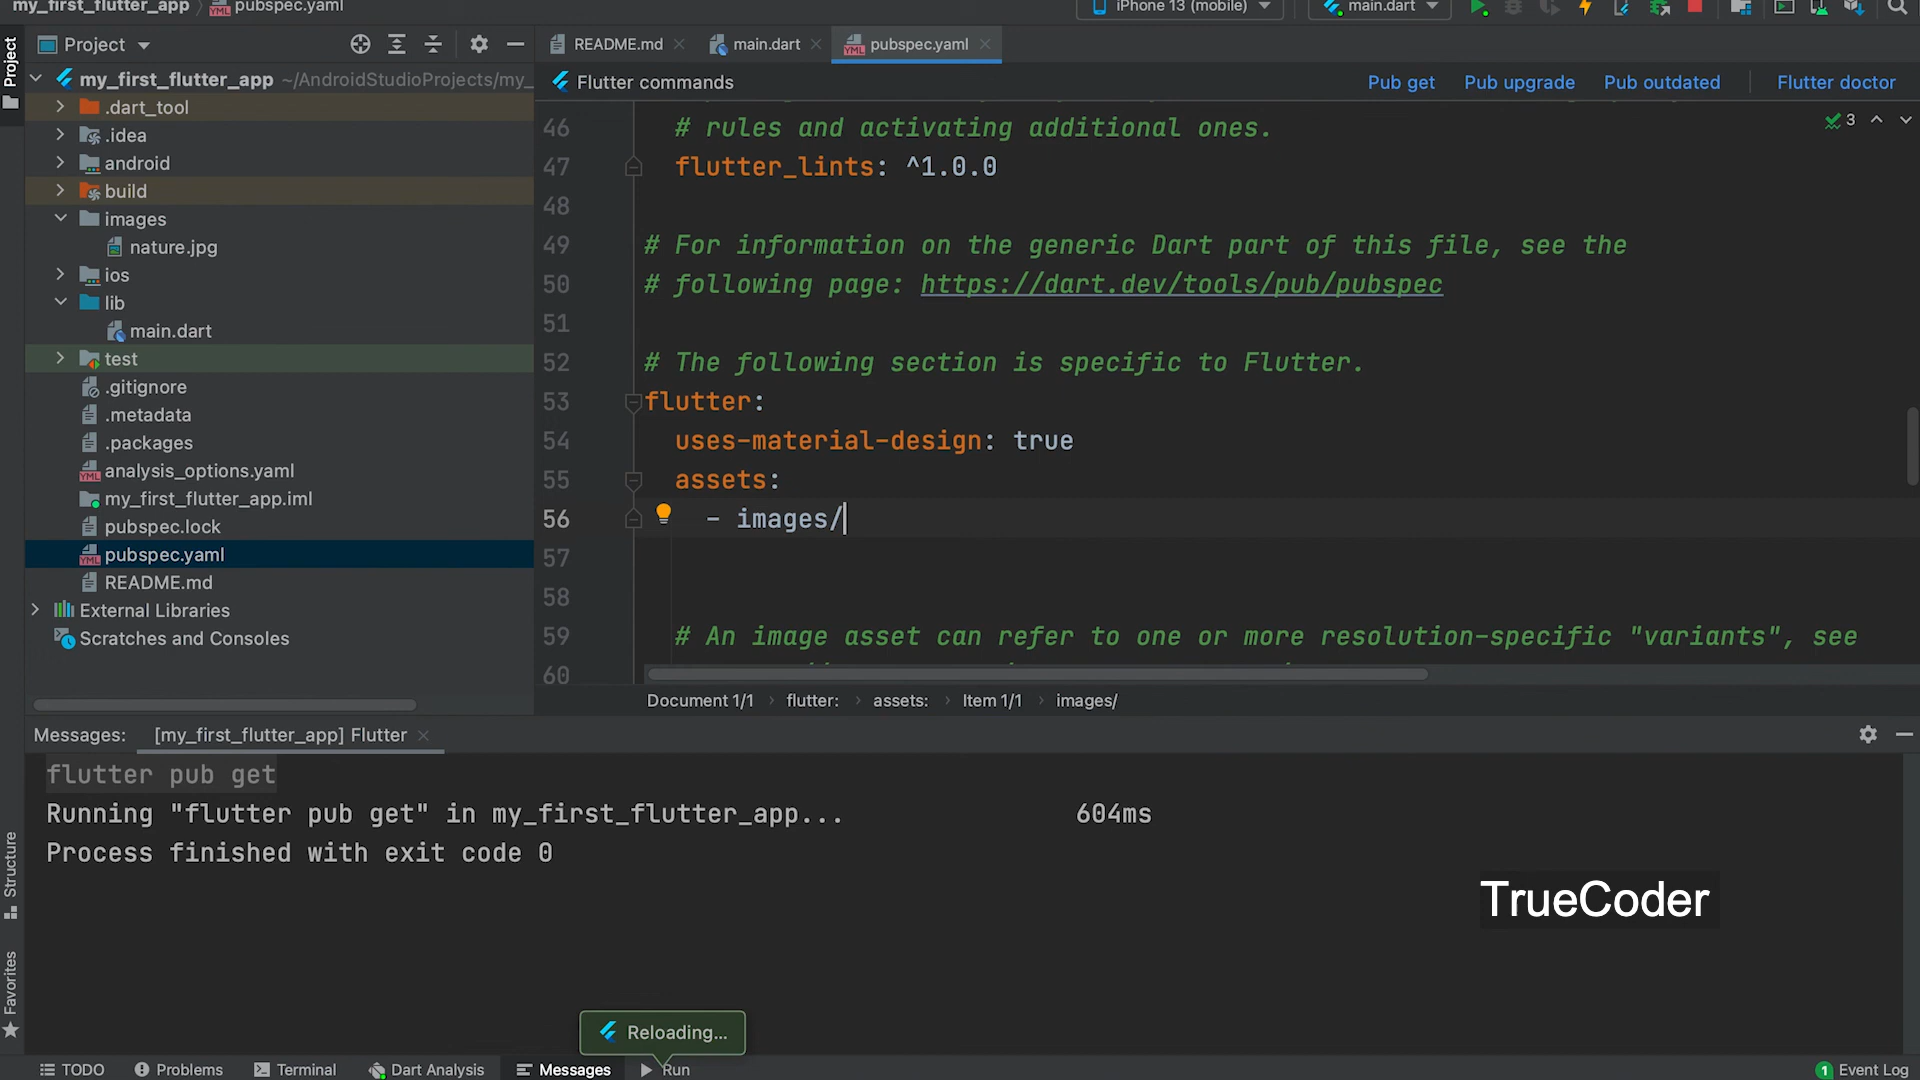 my_first_flutter_app
pubspec.yaml
iPhone 13 (mobile)
main.dart
Project
Project
README.md
main.dart
pubspec.yaml
Flutter commands
Pub get
Pub upgrade
Pub outdated
Flutter doctor
my_first_flutter_app ~/AndroidStudioProjects/my_
.dart_tool
.idea
android
build
images
nature.jpg
ios
lib
main.dart
test
.gitignore
.metadata
.packages
analysis_options.yaml
my_first_flutter_app.iml
pubspec.lock
pubspec.yaml
README.md
External Libraries
Scratches and Consoles
3
46 # rules and activating additional ones.
47 flutter_lints: ^1.0.0
48
49 # For information on the generic Dart part of this file, see the
50 # following page: https://dart.dev/tools/pub/pubspec
51
52 # The following section is specific to Flutter.
53 flutter:
54 uses-material-design: true
55 assets:
56 - images/
57
58
59 # An image asset can refer to one or more resolution-specific "variants", see
60
Document 1/1 › flutter: › assets: › Item 1/1 › images/
Messages:
[my_first_flutter_app] Flutter
flutter pub get
Running "flutter pub get" in my_first_flutter_app... 604ms
Process finished with exit code 0
TrueCoder
Structure
Favorites
Reloading...
TODO
Problems
Terminal
Dart Analysis
Messages
Run
1 Event Log